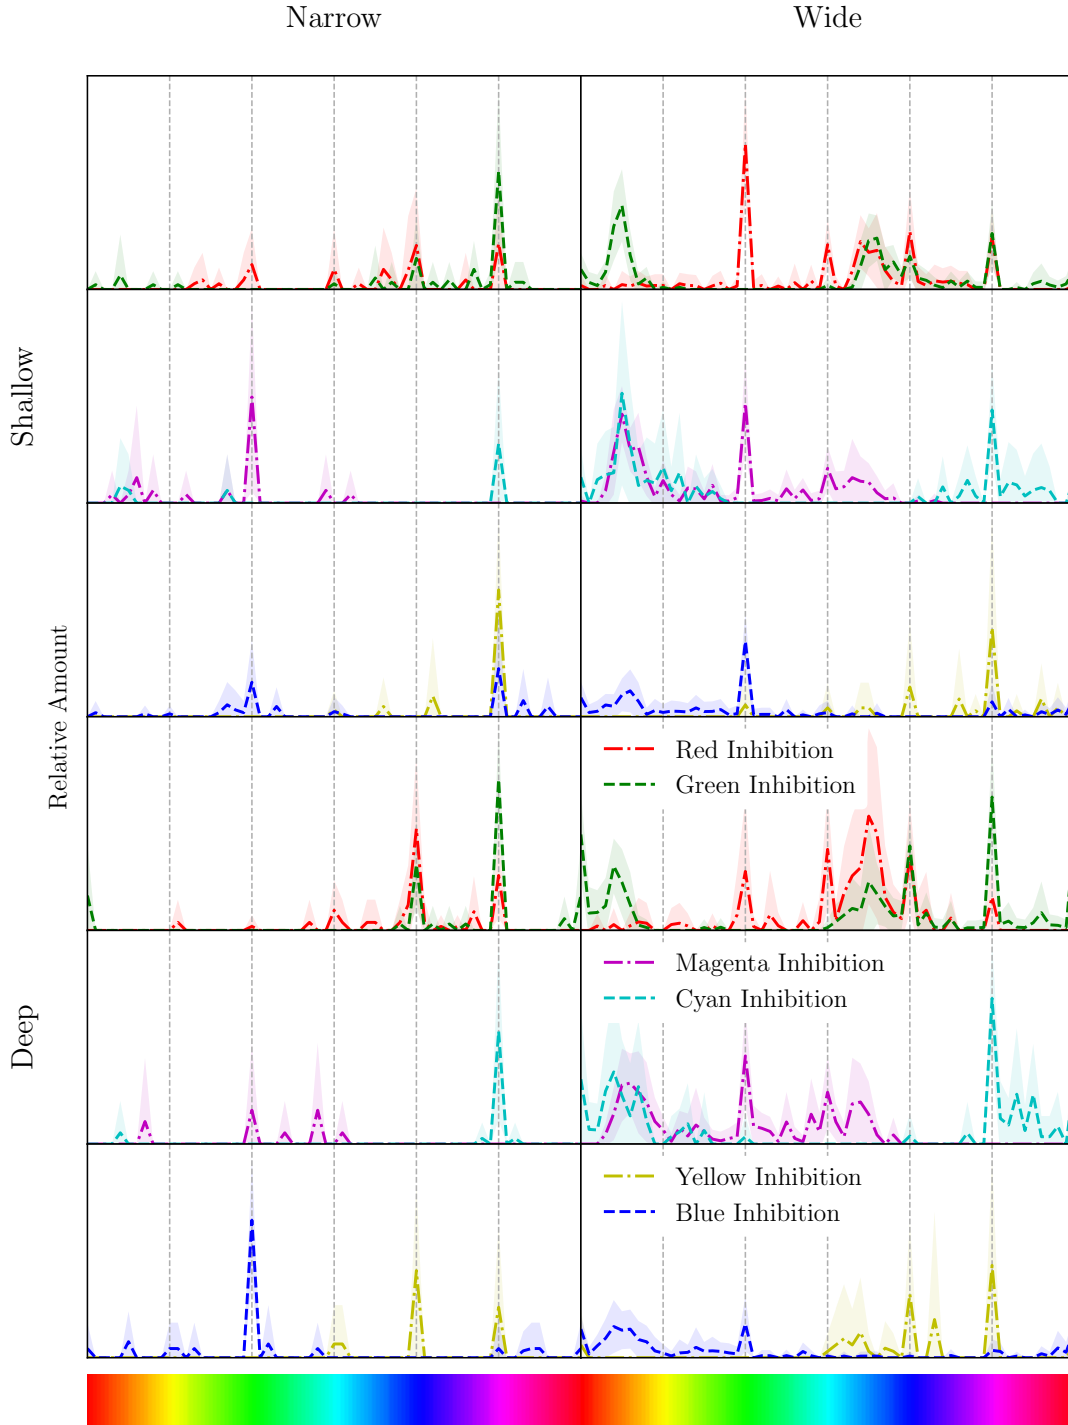 Narrow
Wide
Shallow
Relative Amount
Red Inhibition
Green Inhibition
Magenta Inhibition
Cyan Inhibition
Deep
Yellow Inhibition
Blue Inhibition